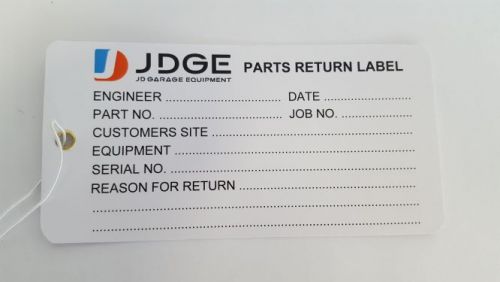 JDGE PARTS RETURN LABEL
JD GARAGE EQUIPMENT
ENGINEER ........................................ DATE ..............................
PART NO. ........................................ JOB NO. .........................
CUSTOMERS SITE ......................................................................
EQUIPMENT ................................................................................
SERIAL NO. ................................................................................
REASON FOR RETURN ..............................................................
....................................................................................................
....................................................................................................